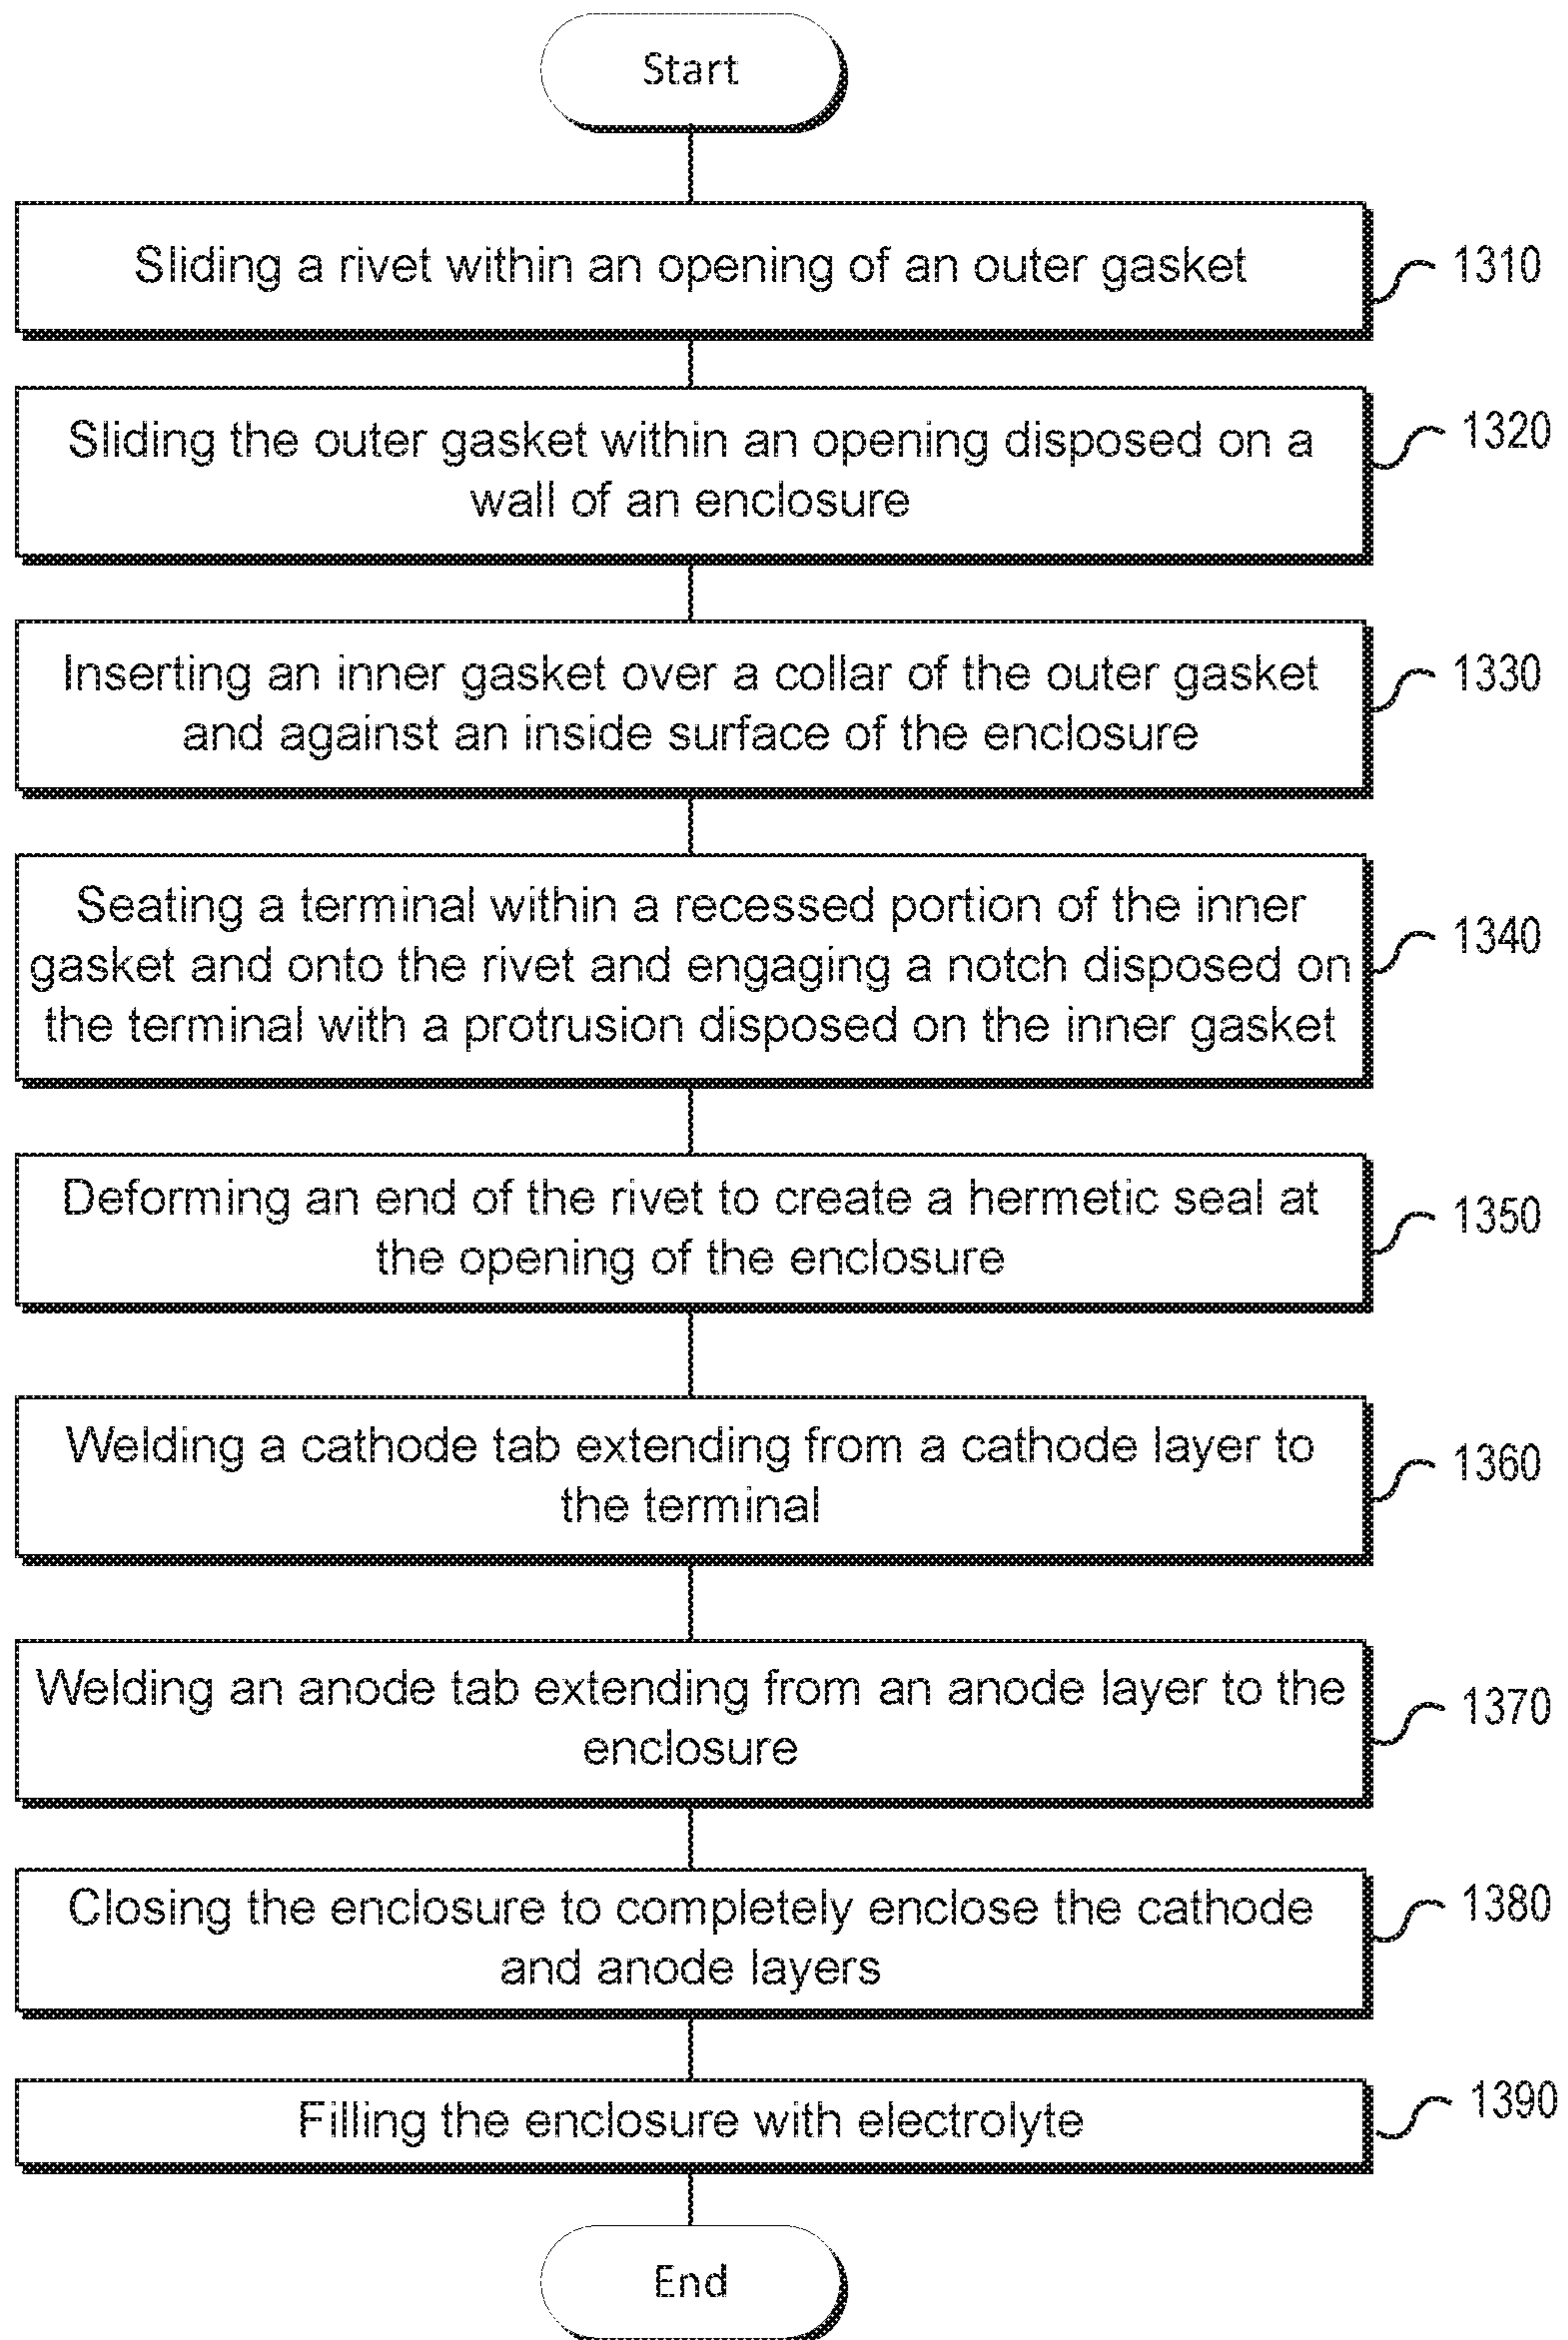 Start
Sliding a rivet within an opening of an outer gasket
1310
Sliding the outer gasket within an opening disposed on a
wall of an enclosure
1320
Inserting an inner gasket over a collar of the outer gasket
and against an inside surface of the enclosure
1330
Seating a terminal within a recessed portion of the inner
gasket and onto the rivet and engaging a notch disposed on
the terminal with a protrusion disposed on the inner gasket
1340
Deforming an end of the rivet to create a hermetic seal at
the opening of the enclosure
1350
Welding a cathode tab extending from a cathode layer to
the terminal
1360
Welding an anode tab extending from an anode layer to the
enclosure
1370
Closing the enclosure to completely enclose the cathode
and anode layers
1380
Filling the enclosure with electrolyte
1390
End